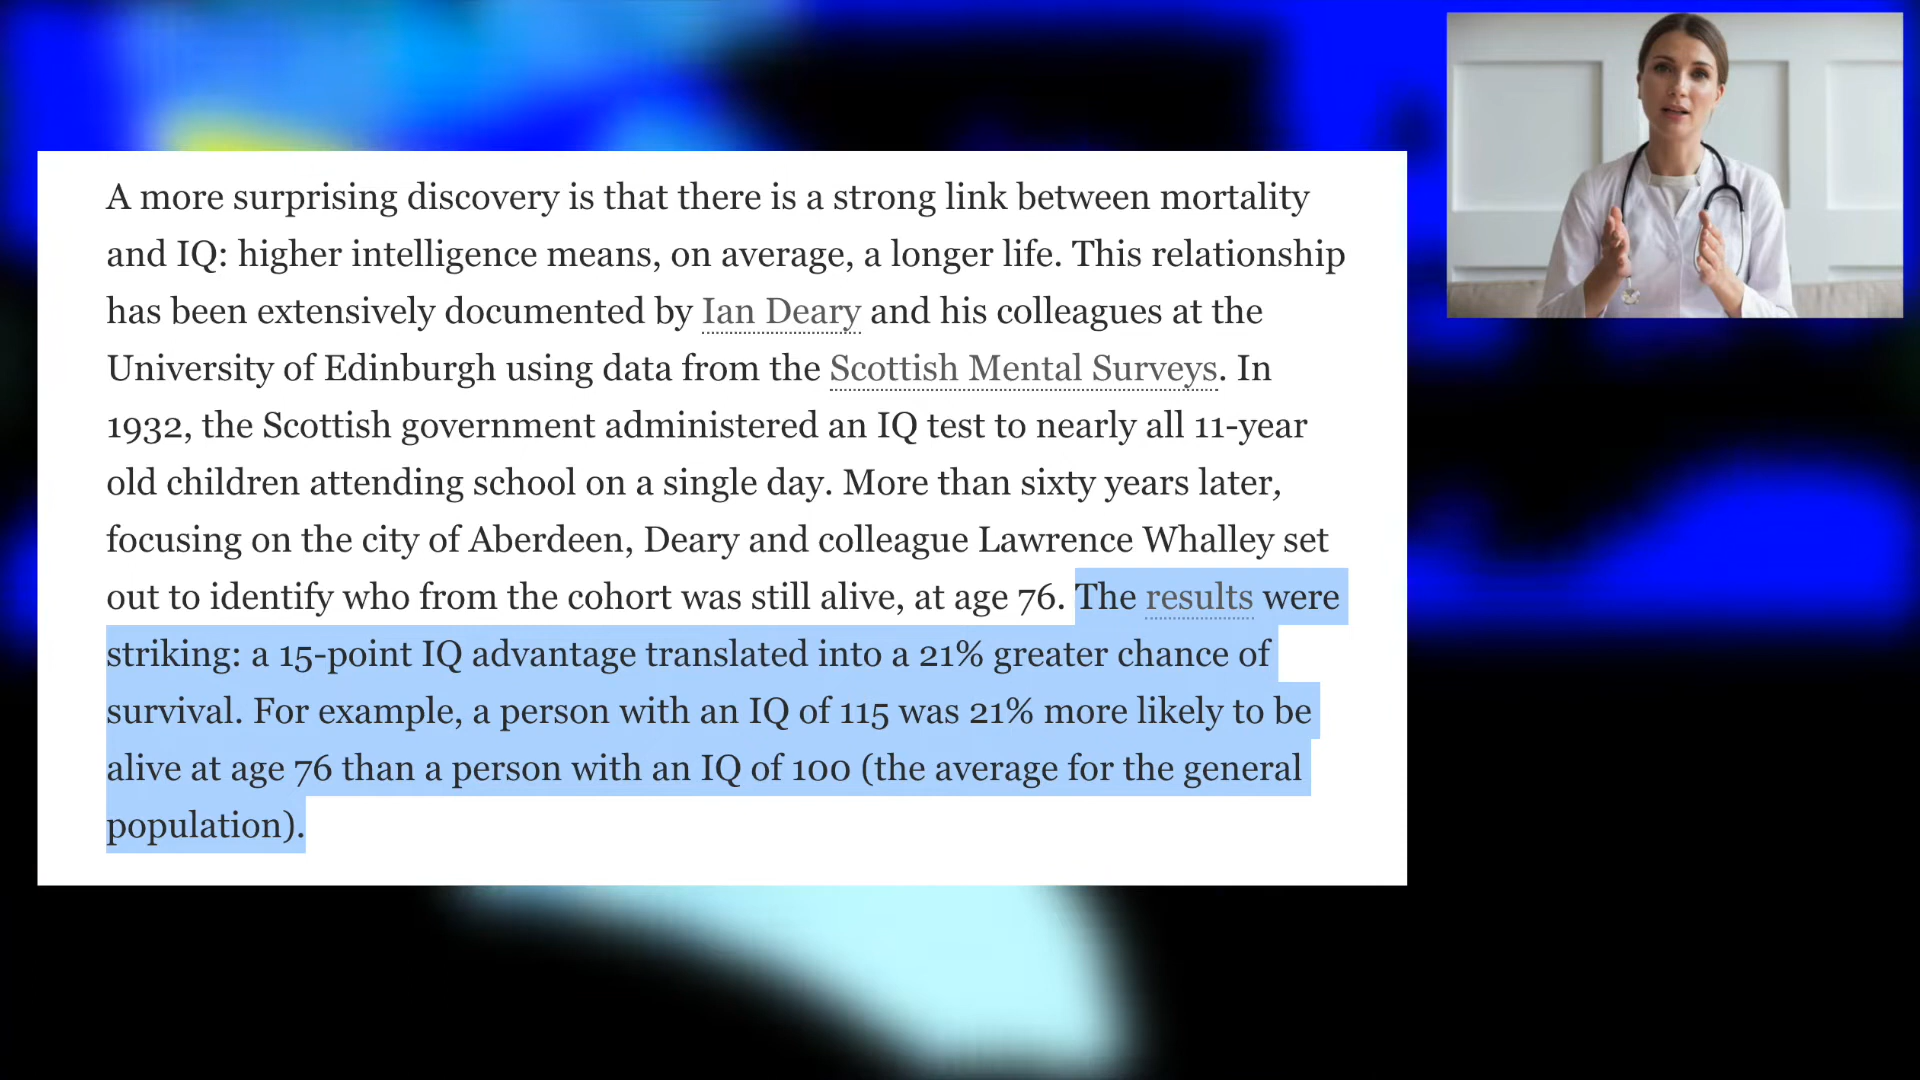 A more surprising discovery is that there is a strong link between mortality
and IQ: higher intelligence means, on average, a longer life. This relationship
has been extensively documented by Ian Deary and his colleagues at the
University of Edinburgh using data from the Scottish Mental Surveys. In
1932, the Scottish government administered an IQ test to nearly all 11-year
old children attending school on a single day. More than sixty years later,
focusing on the city of Aberdeen, Deary and colleague Lawrence Whalley set
out to identify who from the cohort was still alive, at age 76. The results were
striking: a 15-point IQ advantage translated into a 21% greater chance of
survival. For example, a person with an IQ of 115 was 21% more likely to be
alive at age 76 than a person with an IQ of 100 (the average for the general
population).